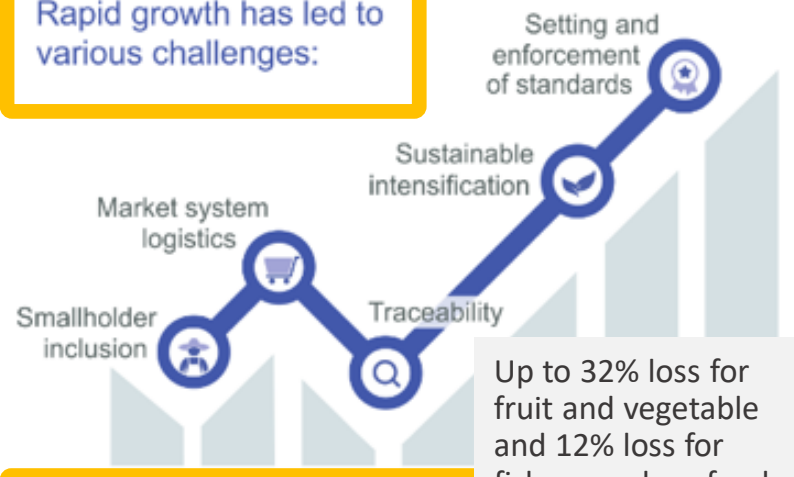 Rapid growth has led to
various challenges:
Setting and
enforcement
of standards
Sustainable
intensification
Market system
logistics
Smallholder
inclusion
Traceability
Up to 32% loss for
fruit and vegetable
and 12% loss for